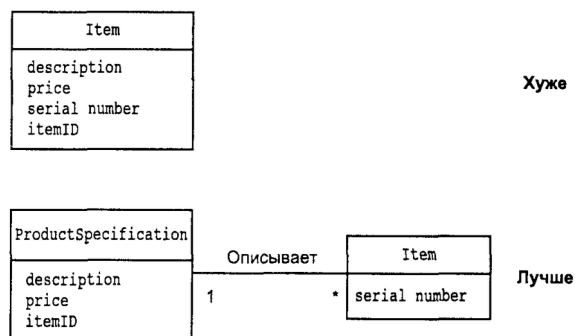 Item
description
price
serial number
itemID
Хуже
ProductSpecification
description
price
itemID
Описывает
1
*
Item
serial number
Лучше